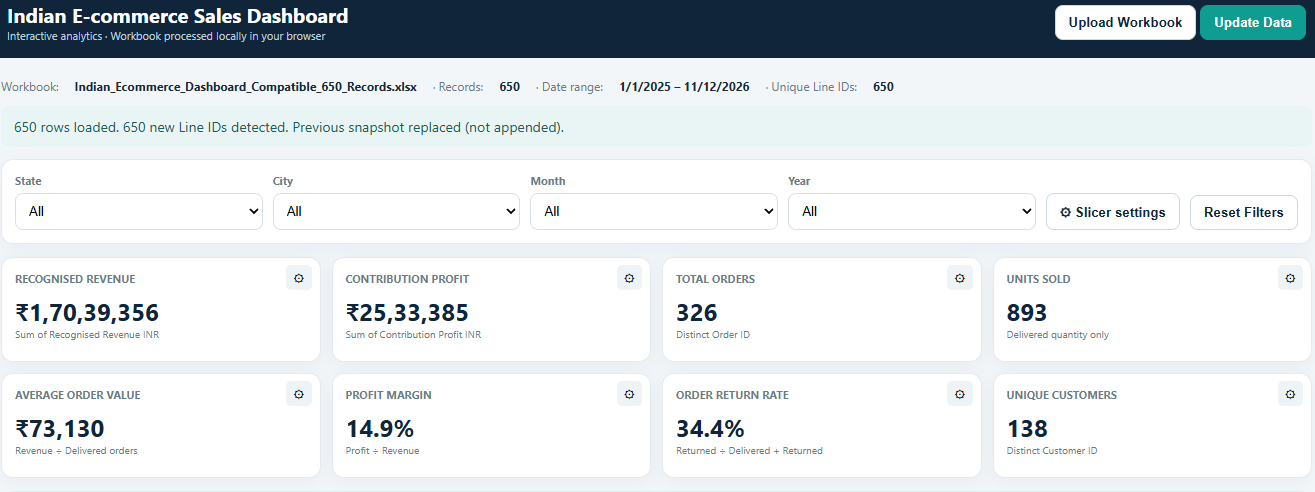 Indian E-commerce Sales Dashboard
Interactive analytics · Workbook processed locally in your browser
Upload Workbook
Update Data
Workbook: Indian_Ecommerce_Dashboard_Compatible_650_Records.xlsx · Records: 650 · Date range: 1/1/2025 – 11/12/2026 · Unique Line IDs: 650
650 rows loaded. 650 new Line IDs detected. Previous snapshot replaced (not appended).
State
City
Month
Year
All
All
All
All
⚙ Slicer settings
Reset Filters
RECOGNISED REVENUE
₹1,70,39,356
Sum of Recognised Revenue INR
CONTRIBUTION PROFIT
₹25,33,385
Sum of Contribution Profit INR
TOTAL ORDERS
326
Distinct Order ID
UNITS SOLD
893
Delivered quantity only
AVERAGE ORDER VALUE
₹73,130
Revenue ÷ Delivered orders
PROFIT MARGIN
14.9%
Profit ÷ Revenue
ORDER RETURN RATE
34.4%
Returned ÷ Delivered + Returned
UNIQUE CUSTOMERS
138
Distinct Customer ID